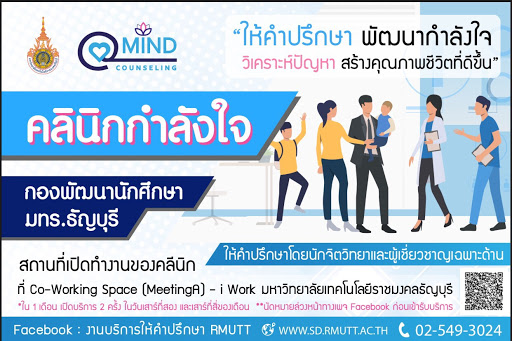 MIND
COUNSELING
“ให้คำปรึกษา พัฒนากำลังใจ
วิเคราะห์ปัญหา สร้างคุณภาพชีวิตที่ดีขึ้น”
คลินิกกำลังใจ
กองพัฒนานักศึกษา
มทร.ธัญบุรี
ให้คำปรึกษาโดยนักจิตวิทยาและผู้เชี่ยวชาญเฉพาะด้าน
สถานที่เปิดทำงานของคลีนิก
ที่ Co-Working Space (MeetingA) - i Work มหาวิทยาลัยเทคโนโลยีราชมงคลธัญบุรี
*ใน 1 เดือน เปิดบริการ 2 ครั้ง ในวันเสาร์ที่สอง และเสาร์ที่สี่ของเดือน **นัดหมายล่วงหน้าทางเพจ Facebook ก่อนเข้ารับบริการ
Facebook : งานบริการให้คำปรึกษา RMUTT WWW.SD.RMUTT.AC.TH 02-549-3024